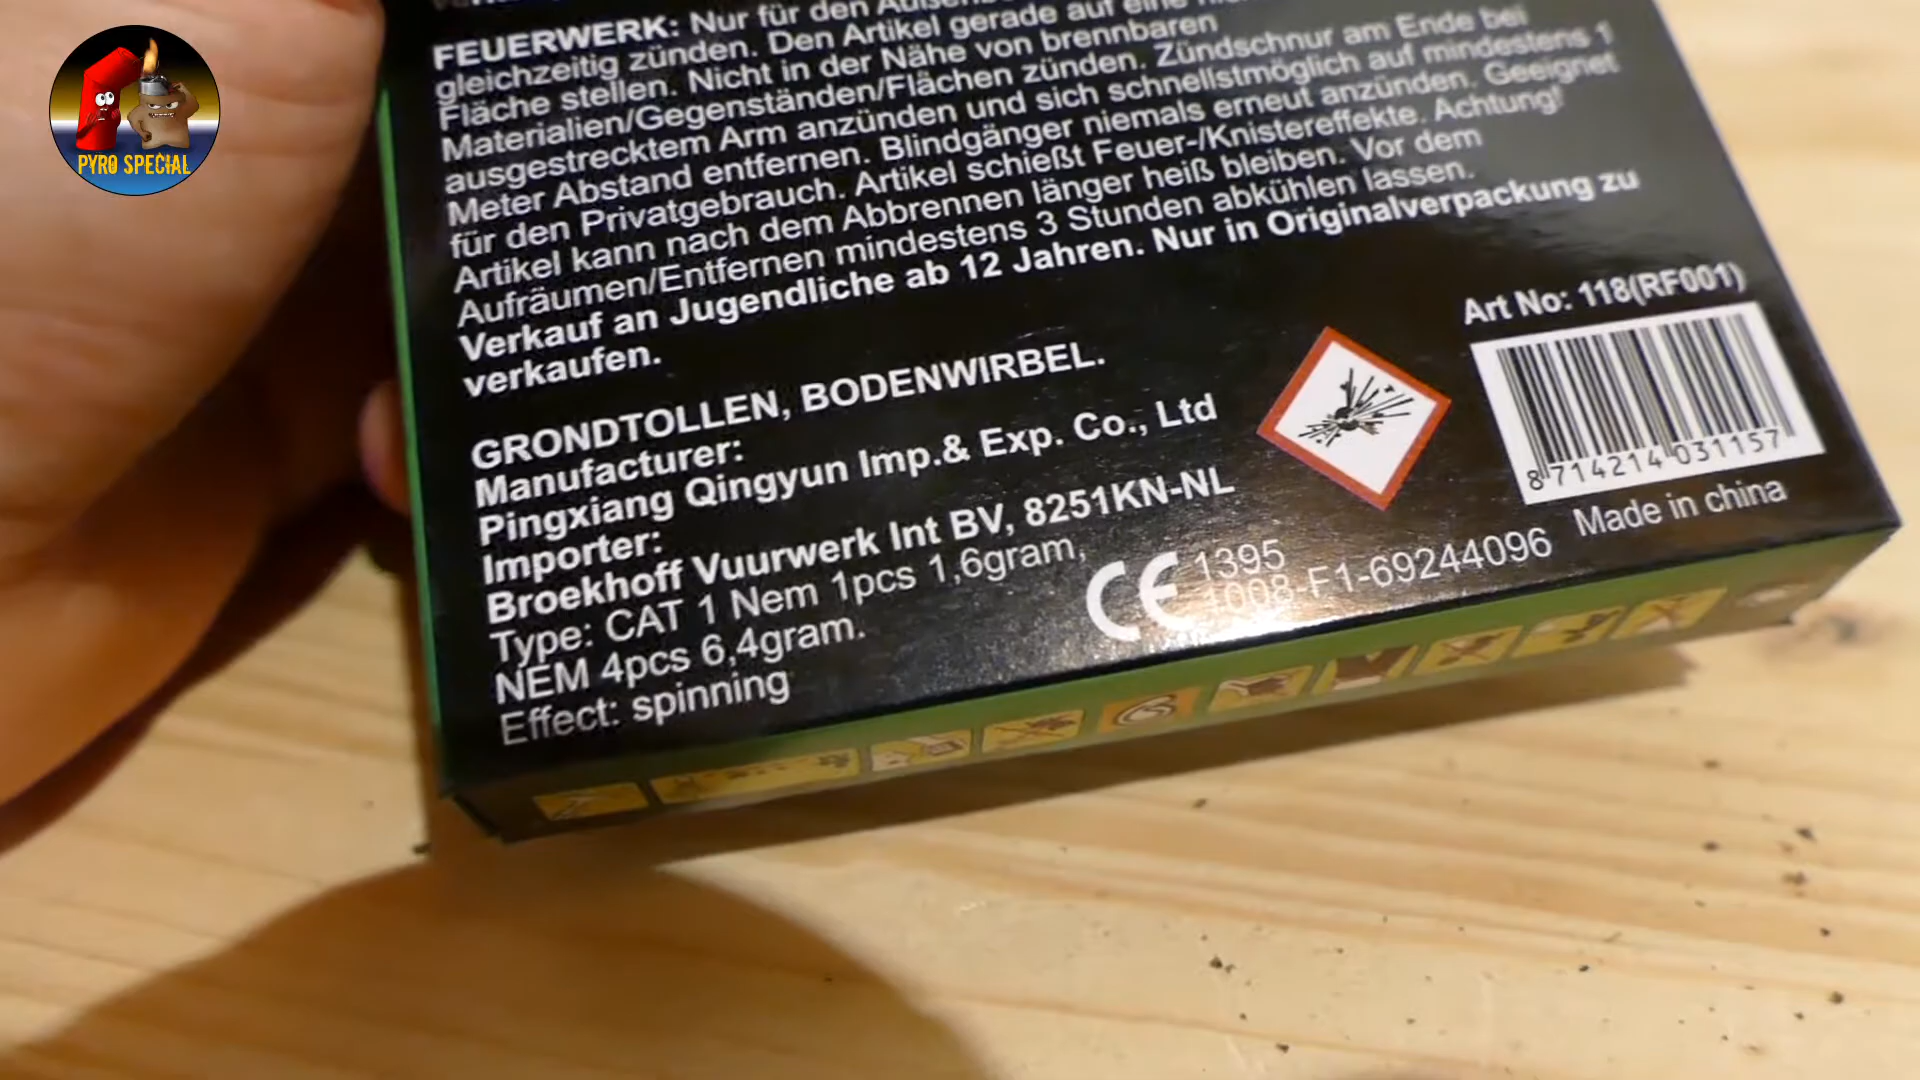 PYRO SPECIAL
FEUERWERK: Nur für den
gleichzeitig zünden. Den Artikel gerade auf eine
Fläche stellen. Nicht in der Nähe von brennbaren
Materialien/Gegenständen/Flächen zünden. Zündschnur am Ende bei
ausgestrecktem Arm anzünden und sich schnellstmöglich auf mindestens 1
Meter Abstand entfernen. Blindgänger niemals erneut anzünden. Geeignet
für den Privatgebrauch. Artikel schießt Feuer-/Knistereffekte. Achtung!
Artikel kann nach dem Abbrennen länger heiß bleiben. Vor dem
Aufräumen/Entfernen mindestens 3 Stunden abkühlen lassen.
Verkauf an Jugendliche ab 12 Jahren. Nur in Originalverpackung zu
verkaufen.
GRONDTOLLEN, BODENWIRBEL.
Manufacturer:
Pingxiang Qingyun Imp.& Exp. Co., Ltd
Importer:
Broekhoff Vuurwerk Int BV, 8251KN-NL
Type: CAT 1 Nem 1pcs 1,6gram,
NEM 4pcs 6,4gram.
Effect: spinning
CE 1395
1008-F1-69244096
Art No: 118(RF001)
8 714214 031157
Made in china